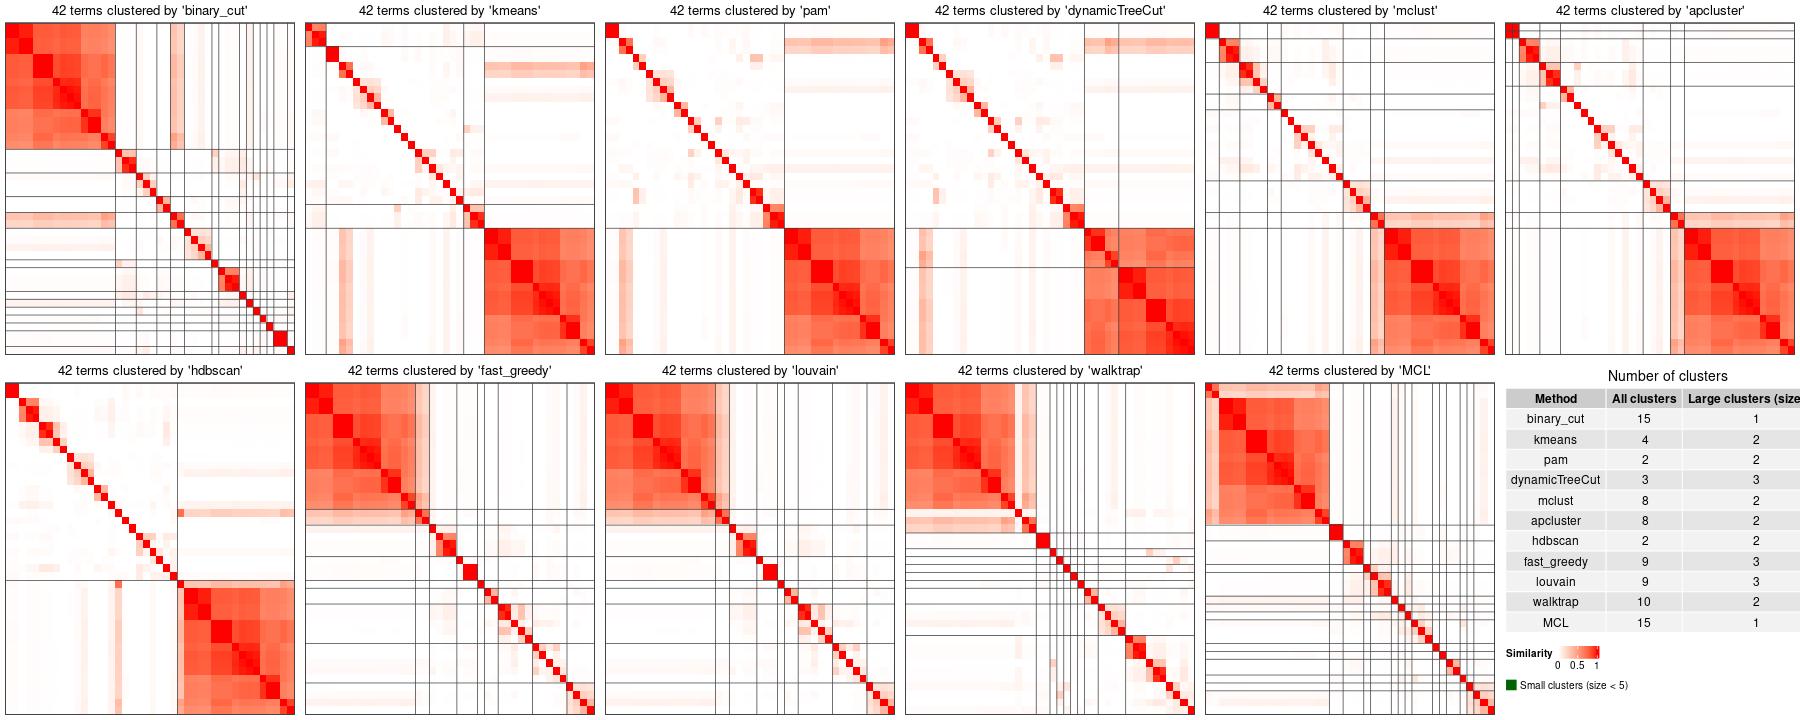 42 terms clustered by 'binary_cut'
42 terms clustered by 'kmeans'
42 terms clustered by 'pam'
42 terms clustered by 'dynamicTreeCut'
42 terms clustered by 'mclust'
42 terms clustered by 'apcluster'
42 terms clustered by 'hdbscan'
42 terms clustered by 'fast_greedy'
42 terms clustered by 'louvain'
42 terms clustered by 'walktrap'
42 terms clustered by 'MCL'
Number of clusters
Method All clusters Large clusters (size
binary_cut 15 1
kmeans 4 2
pam 2 2
dynamicTreeCut 3 3
mclust 8 2
apcluster 8 2
hdbscan 2 2
fast_greedy 9 3
louvain 9 3
walktrap 10 2
MCL 15 1
Similarity
0 0.5 1
Small clusters (size < 5)